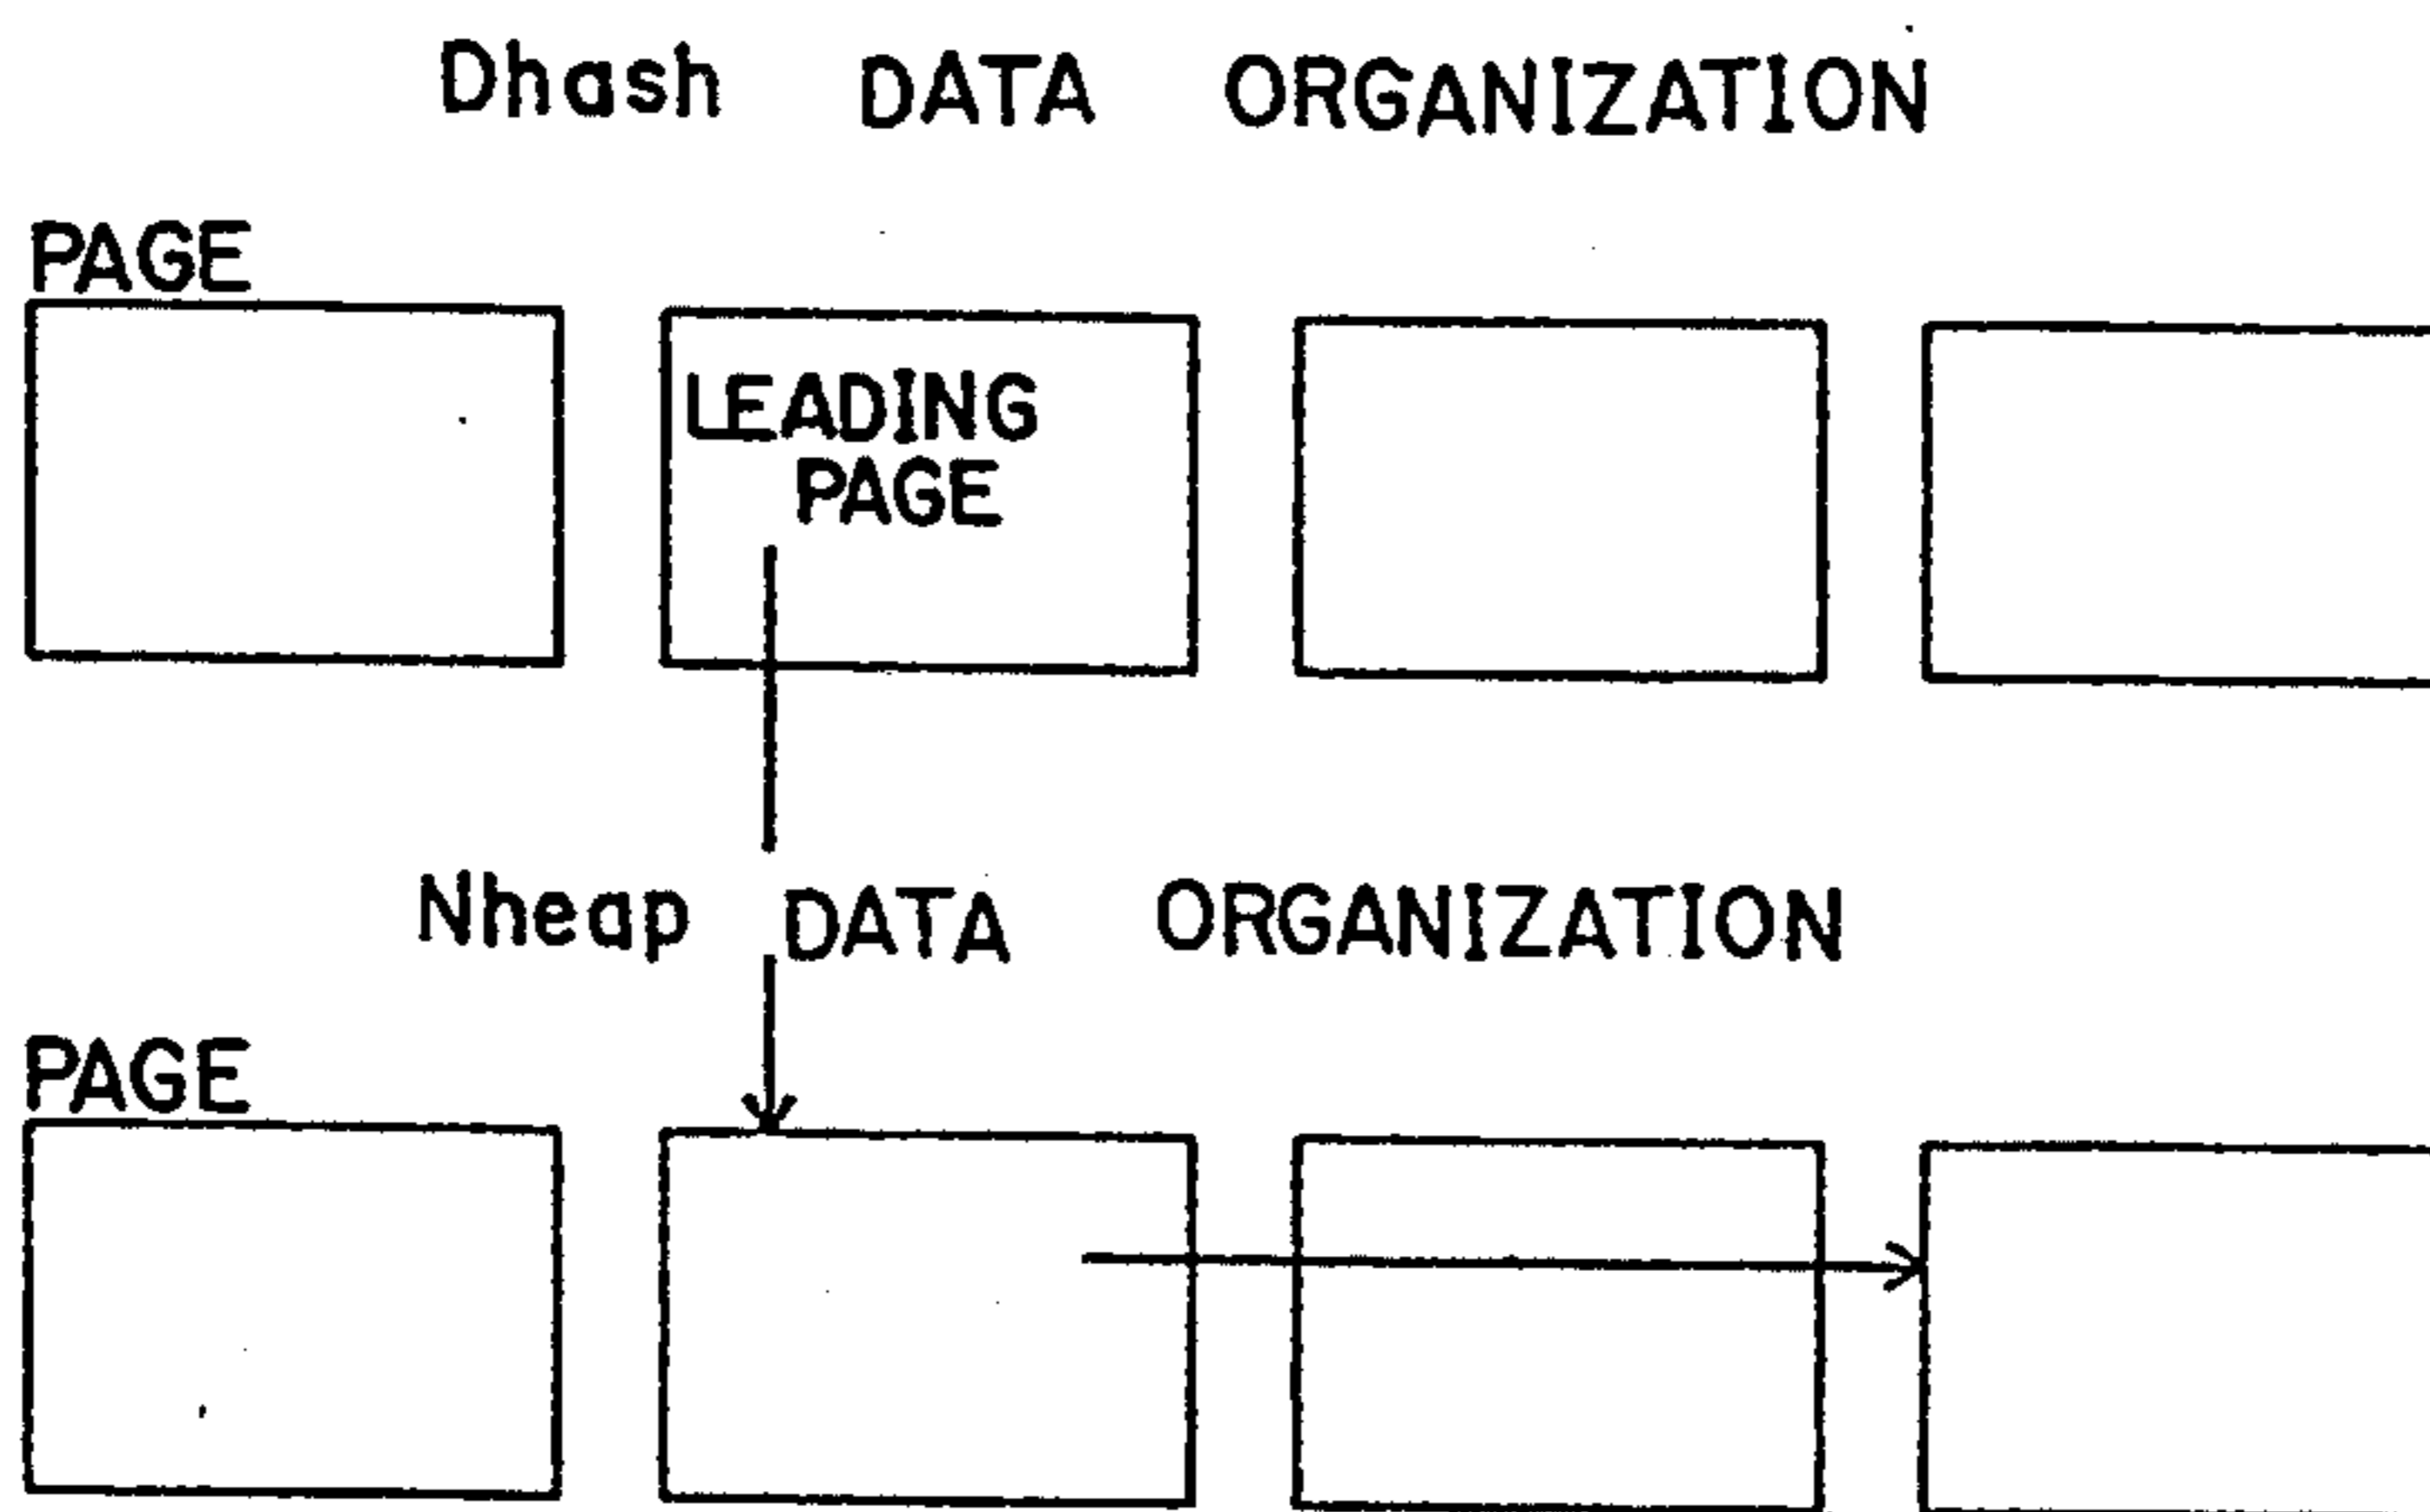 Dhash DATA ORGANIZATION
PAGE
LEADING
PAGE
Nheap DATA ORGANIZATION
PAGE